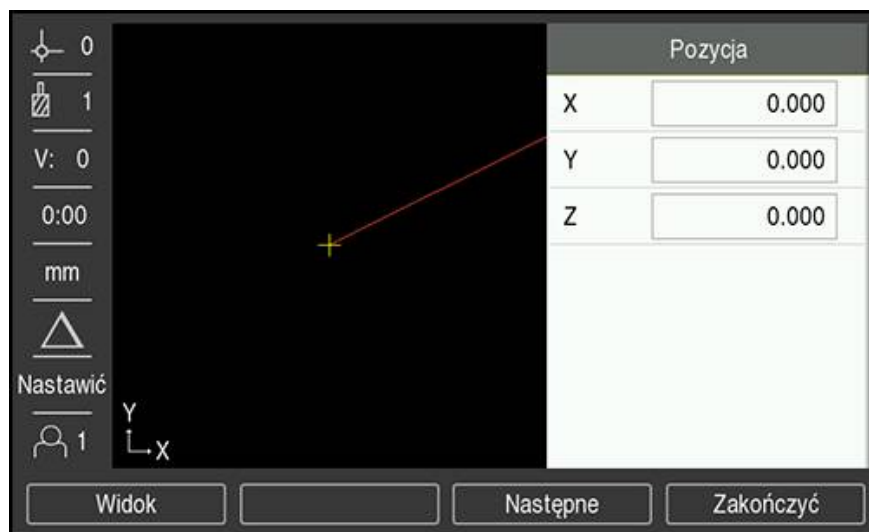 0
1
V: 0
0:00
mm
Nastawić
1
Y
X
Pozycja
X 0.000
Y 0.000
Z 0.000
Widok Następne Zakończyć